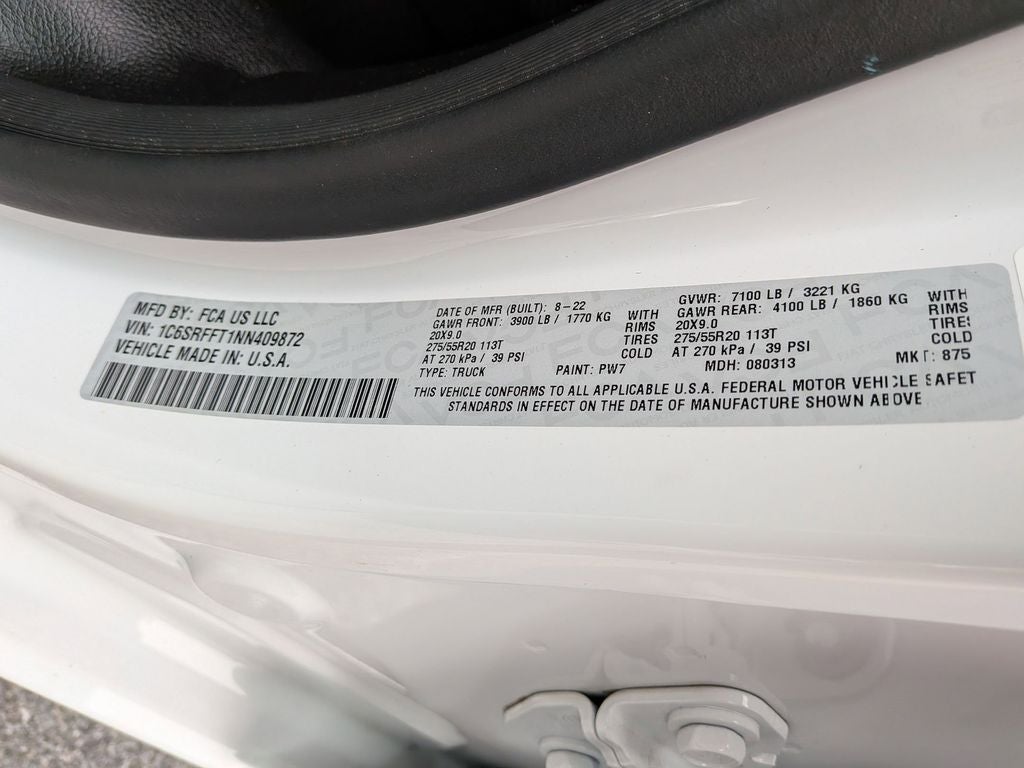 MFD BY: FCA US LLC
VIN: 1C6SRFFT1NN409872
VEHICLE MADE IN: U.S.A.
DATE OF MFR (BUILT): 8-22
GAWR FRONT: 3900 LB / 1770 KG WITH
20X9.0 RIMS
275/55R20 113T TIRES
AT 270 kPa / 39 PSI COLD
TYPE: TRUCK PAINT: PW7
GVWR: 7100 LB / 3221 KG
GAWR REAR: 4100 LB / 1860 KG WITH
20X9.0 RIMS
275/55R20 113T TIRES
AT 270 kPa / 39 PSI COLD
MDH: 080313 MKT: 875
THIS VEHICLE CONFORMS TO ALL APPLICABLE U.S.A. FEDERAL MOTOR VEHICLE SAFET
STANDARDS IN EFFECT ON THE DATE OF MANUFACTURE SHOWN ABOVE